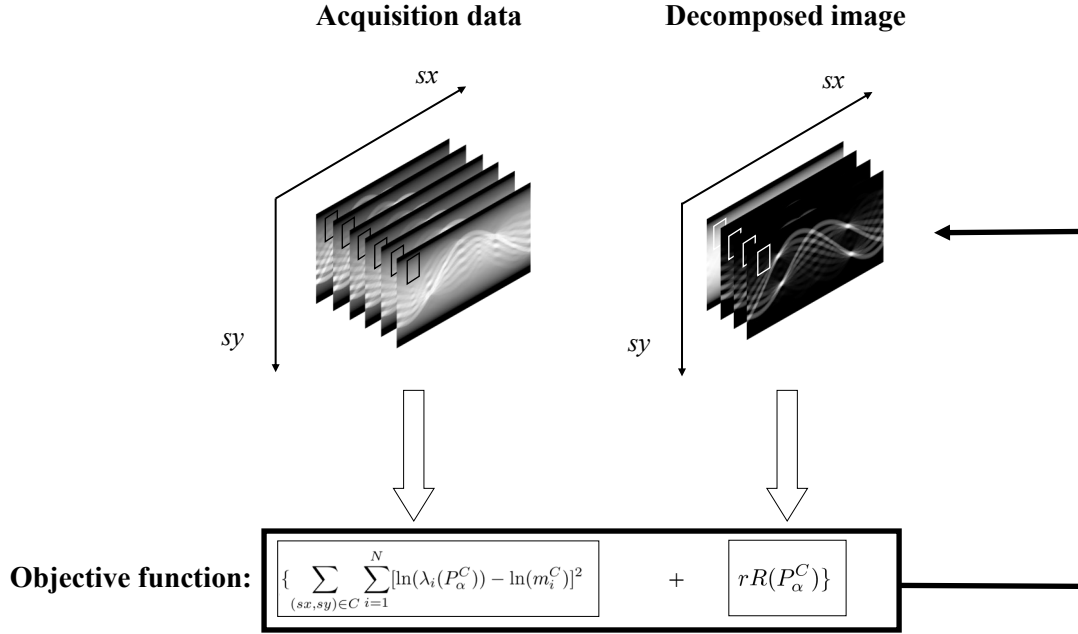 Acquisition data Decomposed image
sx sx
sy sy
Objective function: { ∑_{(sx,sy)∈C} ∑_{i=1}^{N} [ln(λ_i(P_α^C)) − ln(m_i^C)]^2 + rR(P_α^C)}